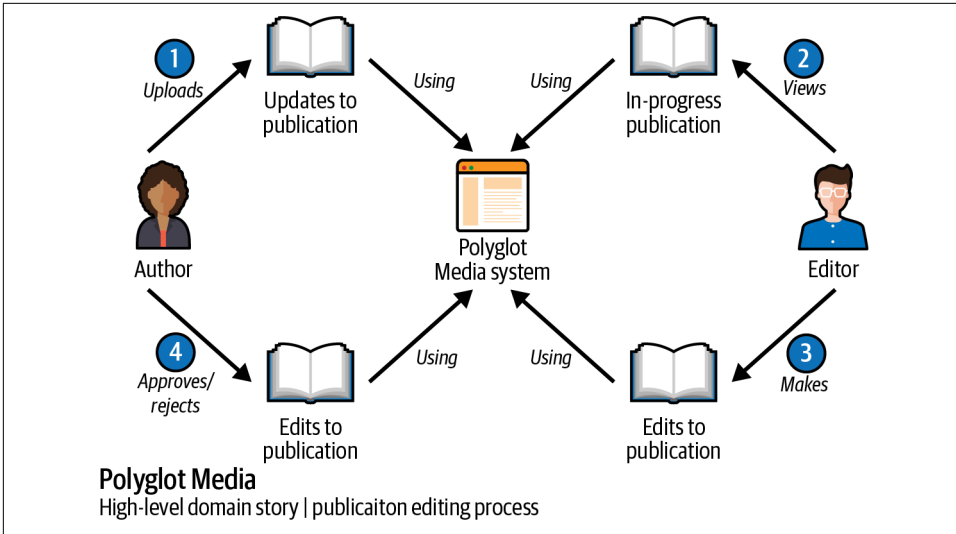 1
Uploads
Updates to
publication
Using
Using
In-progress
publication
2
Views
Author
Polyglot
Media system
Editor
4
Approves/
rejects
Edits to
publication
Using
Using
Edits to
publication
3
Makes
Polyglot Media
High-level domain story | publicaiton editing process